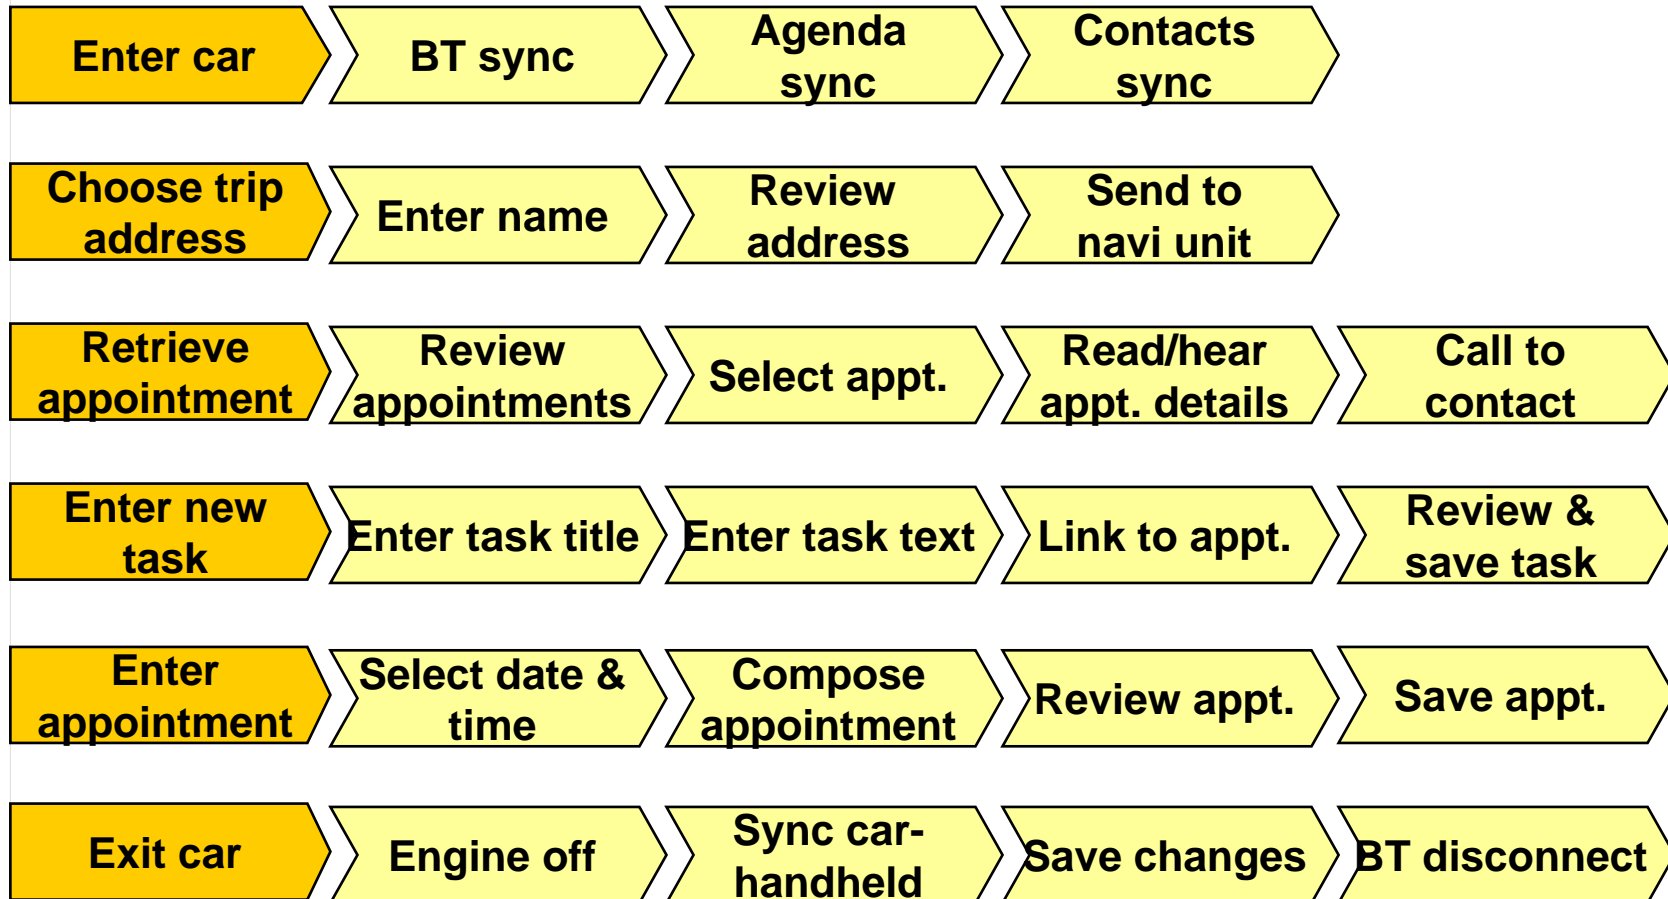 Enter car
BT sync
Agenda
sync
Contacts
sync
Choose trip
address
Enter name
Review
address
Send to
navi unit
Retrieve
appointment
Review
appointments
Select appt.
Read/hear
appt. details
Call to
contact
Enter new
task
Enter task title
Enter task text
Link to appt.
Review &
save task
Enter
appointment
Select date &
time
Compose
appointment
Review appt.
Save appt.
Exit car
Engine off
Sync car-
handheld
Save changes
BT disconnect